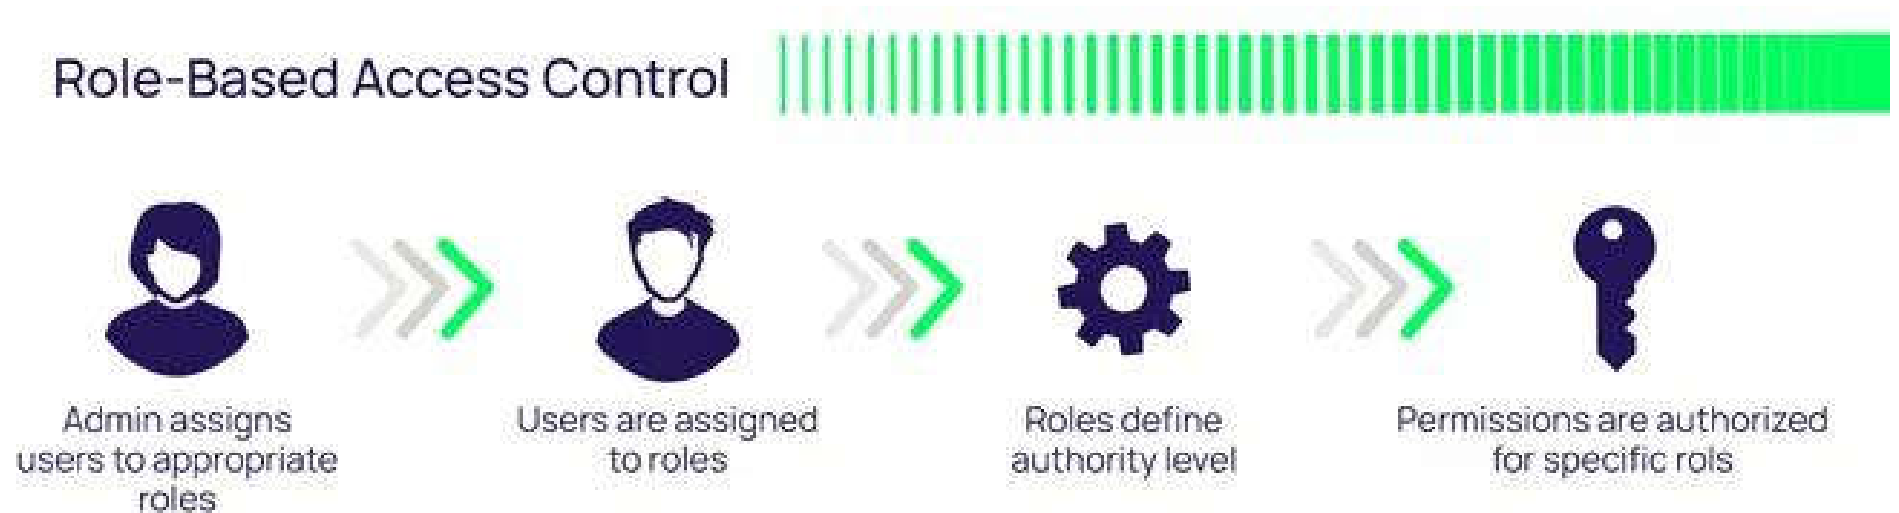 Role-Based Access Control
Admin assigns
users to appropriate
roles
Users are assigned
to roles
Roles define
authority level
Permissions are authorized
for specific rols